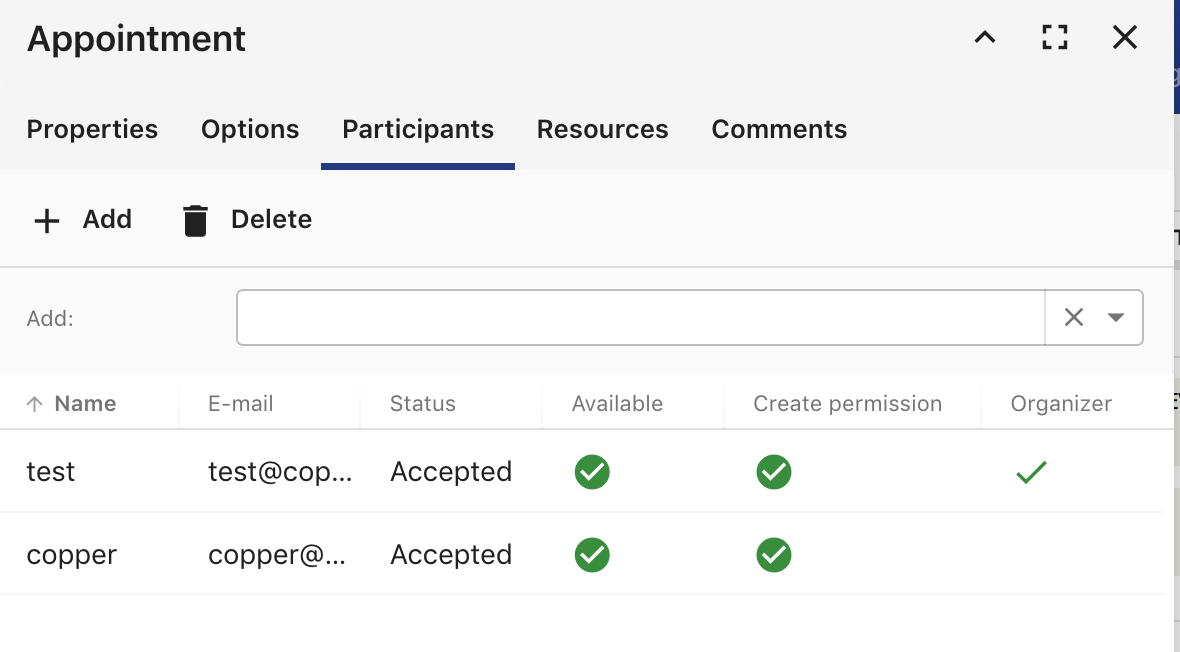 Appointment
Properties Options Participants Resources Comments
Add Delete
Add:
Name E-mail Status Available Create permission Organizer
test test@cop... Accepted
copper copper@... Accepted